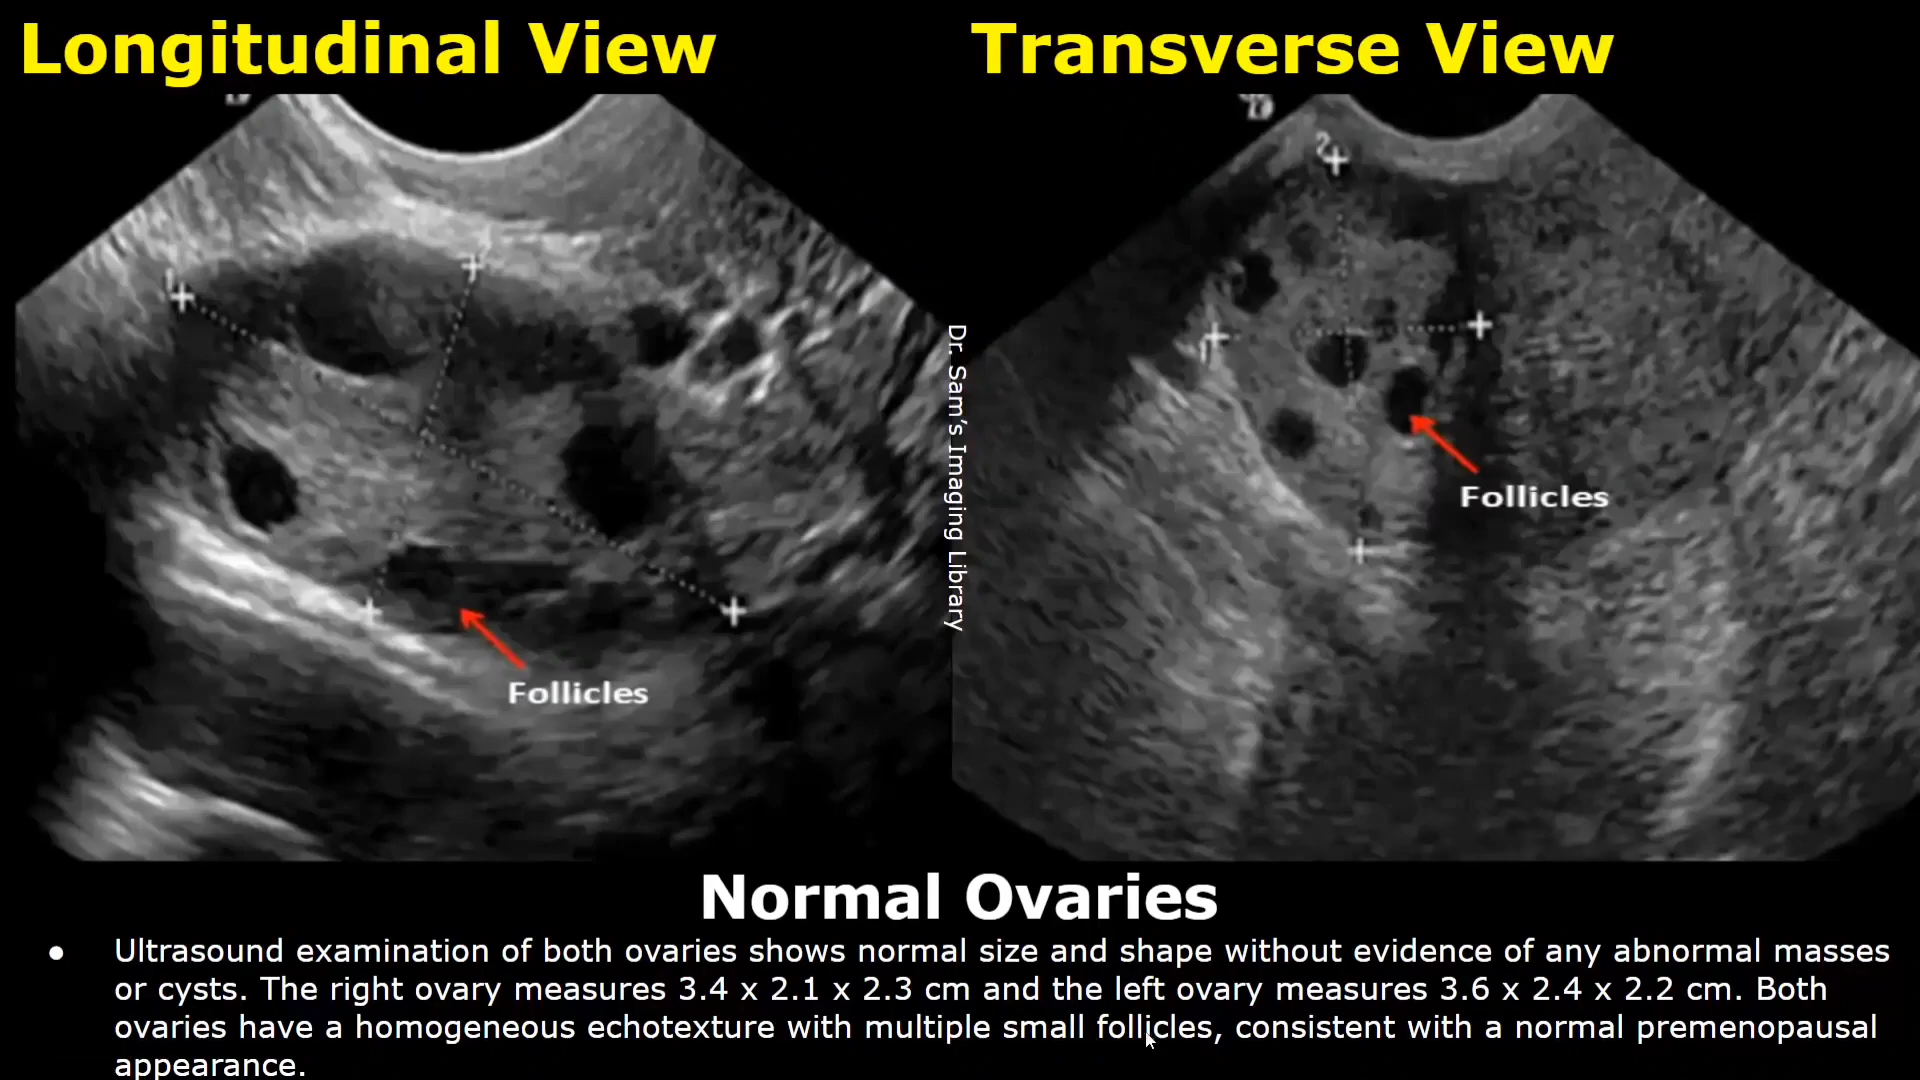 Longitudinal View
Transverse View
2
1
1
Dr. Sam's Imaging Library
Follicles
Follicles
Normal Ovaries
● Ultrasound examination of both ovaries shows normal size and shape without evidence of any abnormal masses
or cysts. The right ovary measures 3.4 x 2.1 x 2.3 cm and the left ovary measures 3.6 x 2.4 x 2.2 cm. Both
ovaries have a homogeneous echotexture with multiple small follicles, consistent with a normal premenopausal
appearance.